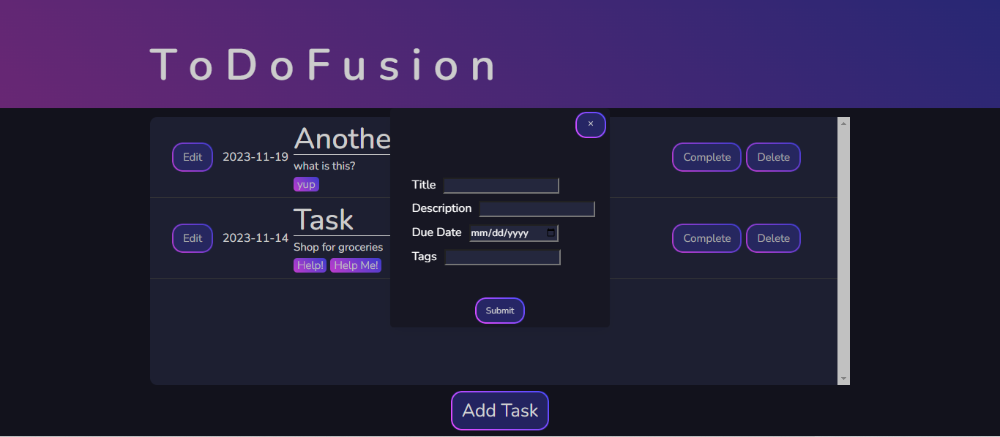 ToDoFusion
×
Edit 2023-11-19 Anothe Complete Delete
what is this?
yup
Title
Description
Edit 2023-11-14 Task Complete Delete
Due Date mm/dd/yyyy
Shop for groceries
Tags
Help! Help Me!
Submit
Add Task